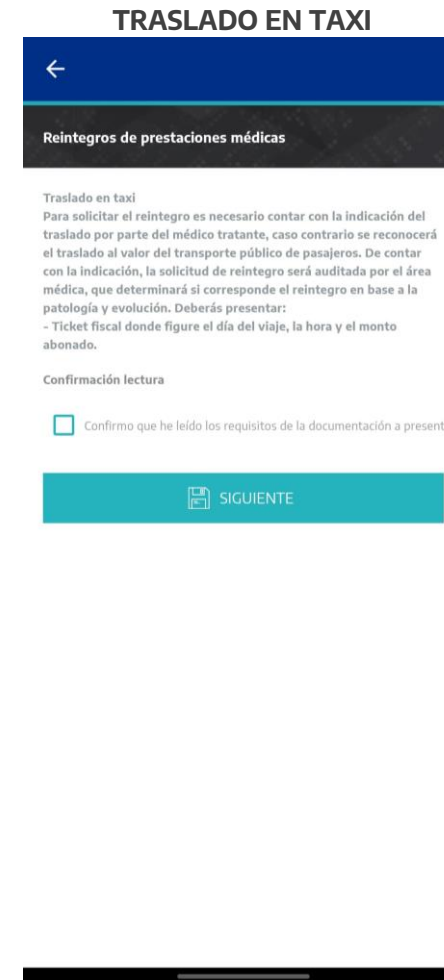 TRASLADO EN TAXI
Reintegros de prestaciones médicas
Traslado en taxi
Para solicitar el reintegro es necesario contar con la indicación del
traslado por parte del médico tratante, caso contrario se reconocerá
el traslado al valor del transporte público de pasajeros. De contar
con la indicación, la solicitud de reintegro será auditada por el área
médica, que determinará si corresponde el reintegro en base a la
patología y evolución. Deberás presentar:
- Ticket fiscal donde figure el día del viaje, la hora y el monto
abonado.
Confirmación lectura
Confirmo que he leído los requisitos de la documentación a present
SIGUIENTE